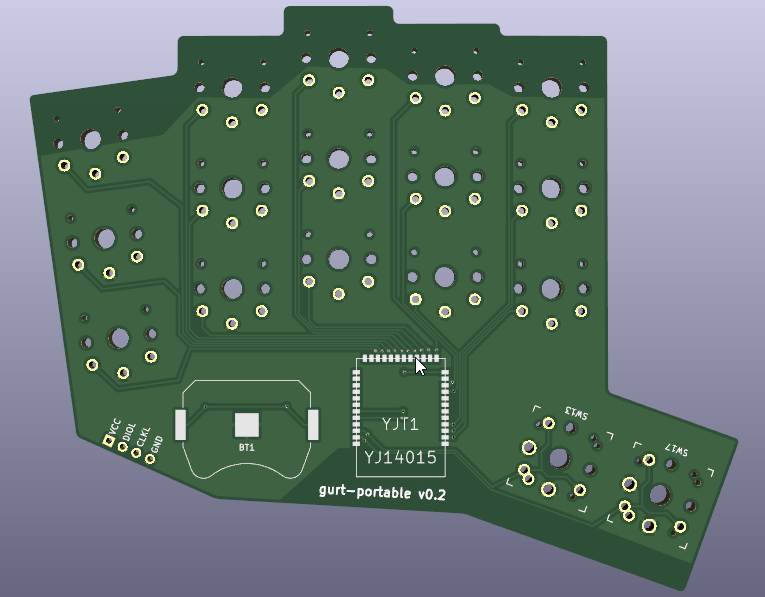 SW13
SW17
VCC
DIOL
CLKL
GND
BT1
YJT1
YJ14015
gurt-portable v0.2